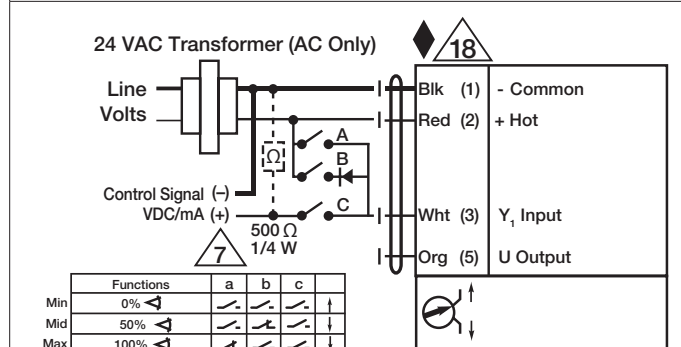 24 VAC Transformer (AC Only)
18
Line
Volts
Blk (1) - Common
Red (2) + Hot
A
Ω
B
Control Signal (–)
VDC/mA (+)
C
Wht (3) Y1 Input
500 Ω
1/4 W
7
Org (5) U Output
Functions a b c
Min 0%
Mid 50%
Max 100%